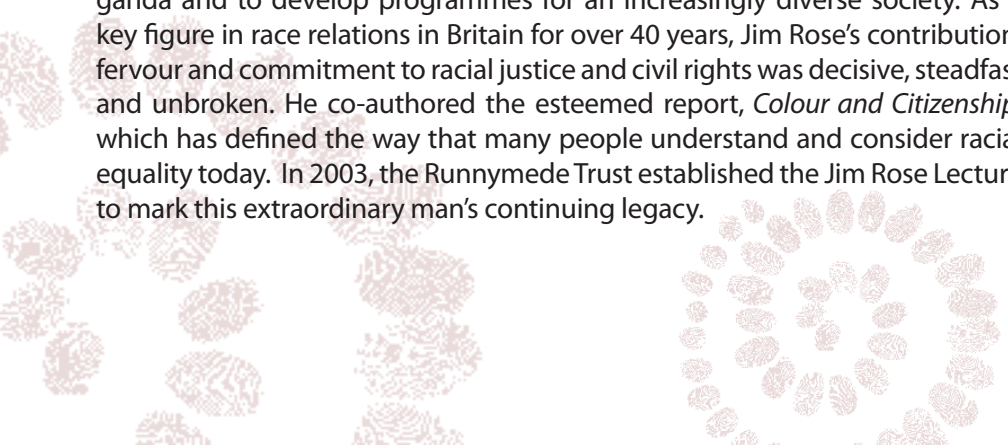 ganda and to develop programmes for an increasingly diverse society. As
key figure in race relations in Britain for over 40 years, Jim Rose's contribution
fervour and commitment to racial justice and civil rights was decisive, steadfas
and unbroken. He co-authored the esteemed report, Colour and Citizenship
which has defined the way that many people understand and consider racia
equality today. In 2003, the Runnymede Trust established the Jim Rose Lectur
to mark this extraordinary man's continuing legacy.